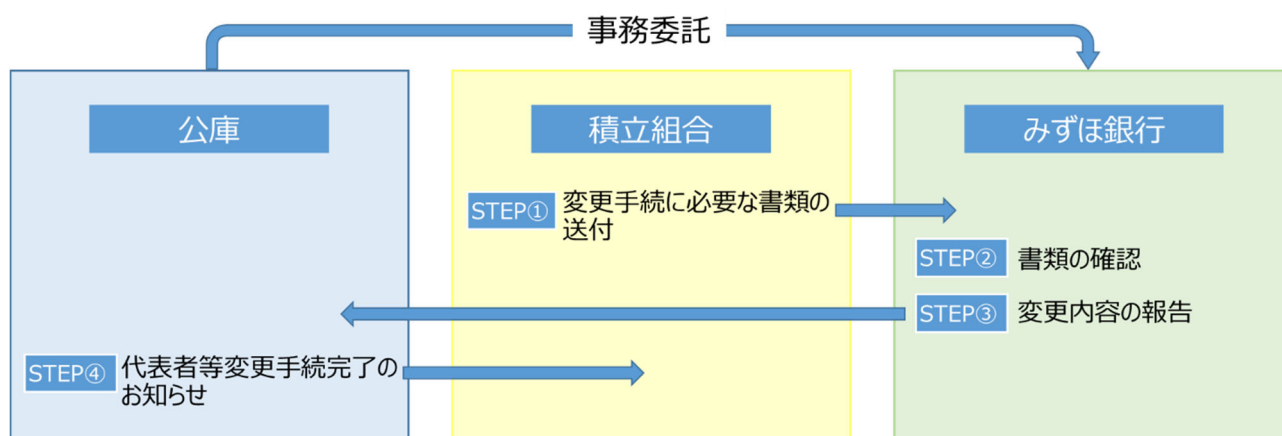 事務委託
公庫
積立組合
みずほ銀行
STEP① 変更手続に必要な書類の
送付
STEP② 書類の確認
STEP③ 変更内容の報告
STEP④ 代表者等変更手続完了の
お知らせ